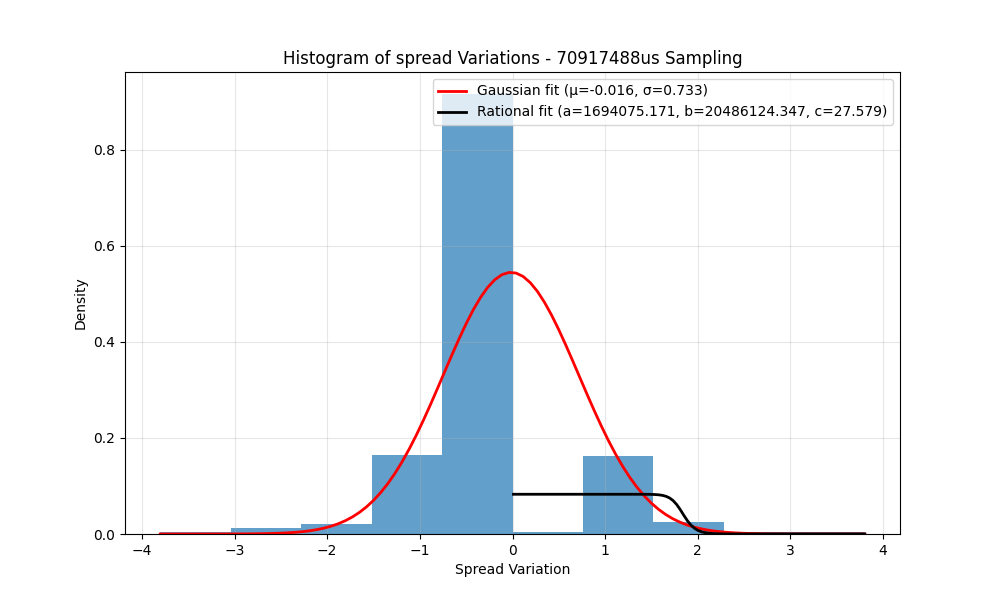 Histogram of spread Variations - 70917488us Sampling
Gaussian fit (μ=-0.016, σ=0.733)
Rational fit (a=1694075.171, b=20486124.347, c=27.579)
Density
0.8
0.6
0.4
0.2
0.0
−4 −3 −2 −1 0 1 2 3 4
Spread Variation